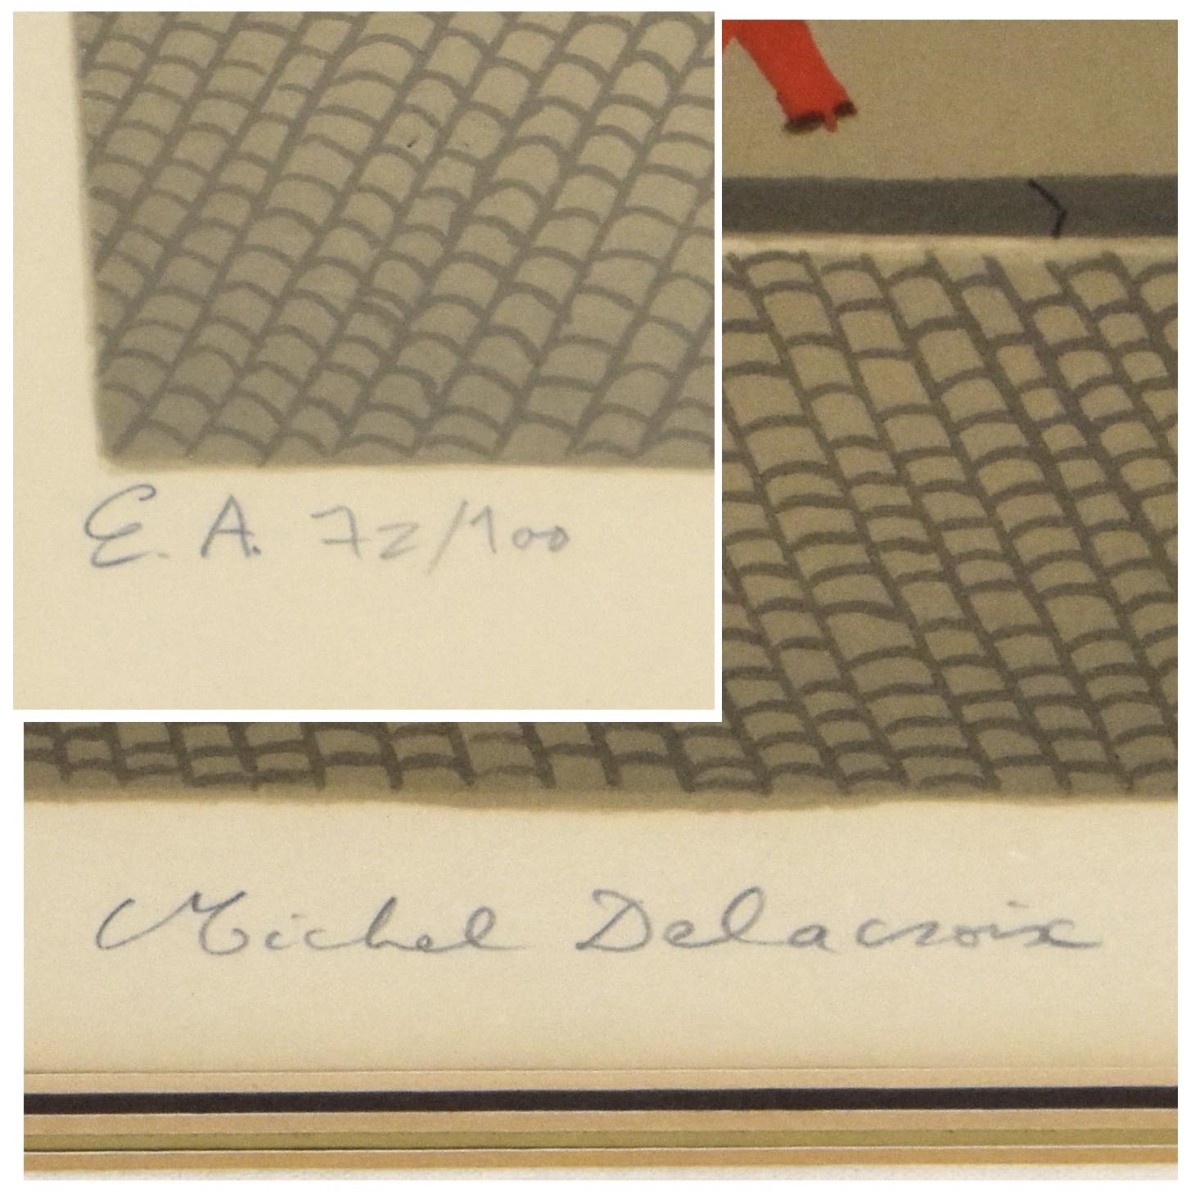 E. A. 72/100
Michel Delacroix